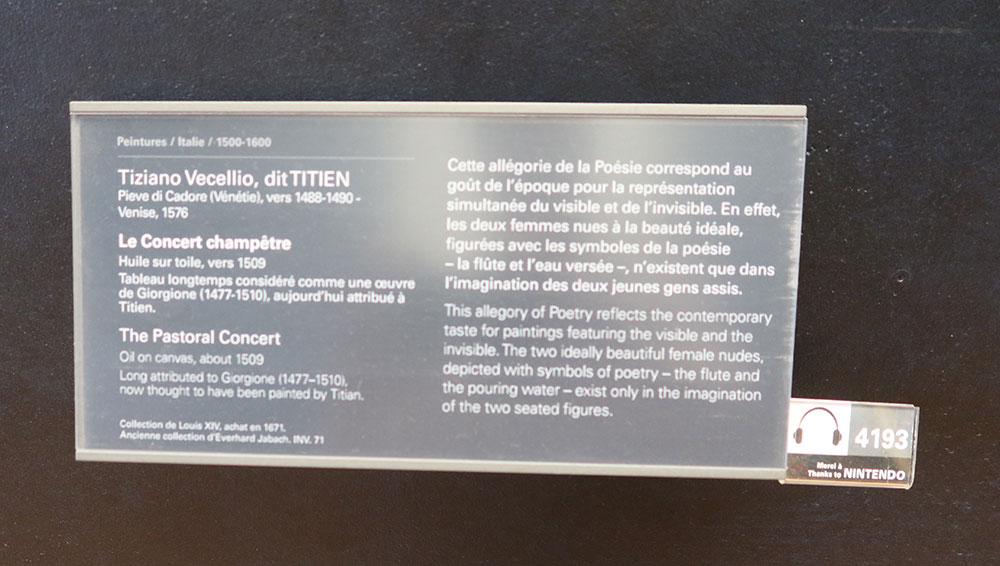 Peintures / Italie / 1500-1600
Tiziano Vecellio, dit TITIEN
Pieve di Cadore (Vénétie), vers 1488-1490 -
Venise, 1576
Le Concert champêtre
Huile sur toile, vers 1509
Tableau longtemps considéré comme une œuvre
de Giorgione (1477-1510), aujourd'hui attribué à
Titien.
The Pastoral Concert
Oil on canvas, about 1509
Long attributed to Giorgione (1477–1510),
now thought to have been painted by Titian.
Collection de Louis XIV, achat en 1671.
Ancienne collection d'Everhard Jabach. INV. 71
Cette allégorie de la Poésie correspond au
goût de l'époque pour la représentation
simultanée du visible et de l'invisible. En effet,
les deux femmes nues à la beauté idéale,
figurées avec les symboles de la poésie
– la flûte et l'eau versée –, n'existent que dans
l'imagination des deux jeunes gens assis.
This allegory of Poetry reflects the contemporary
taste for paintings featuring the visible and the
invisible. The two ideally beautiful female nudes,
depicted with symbols of poetry – the flute and
the pouring water – exist only in the imagination
of the two seated figures.
4193
Merci à
Thanks to NINTENDO